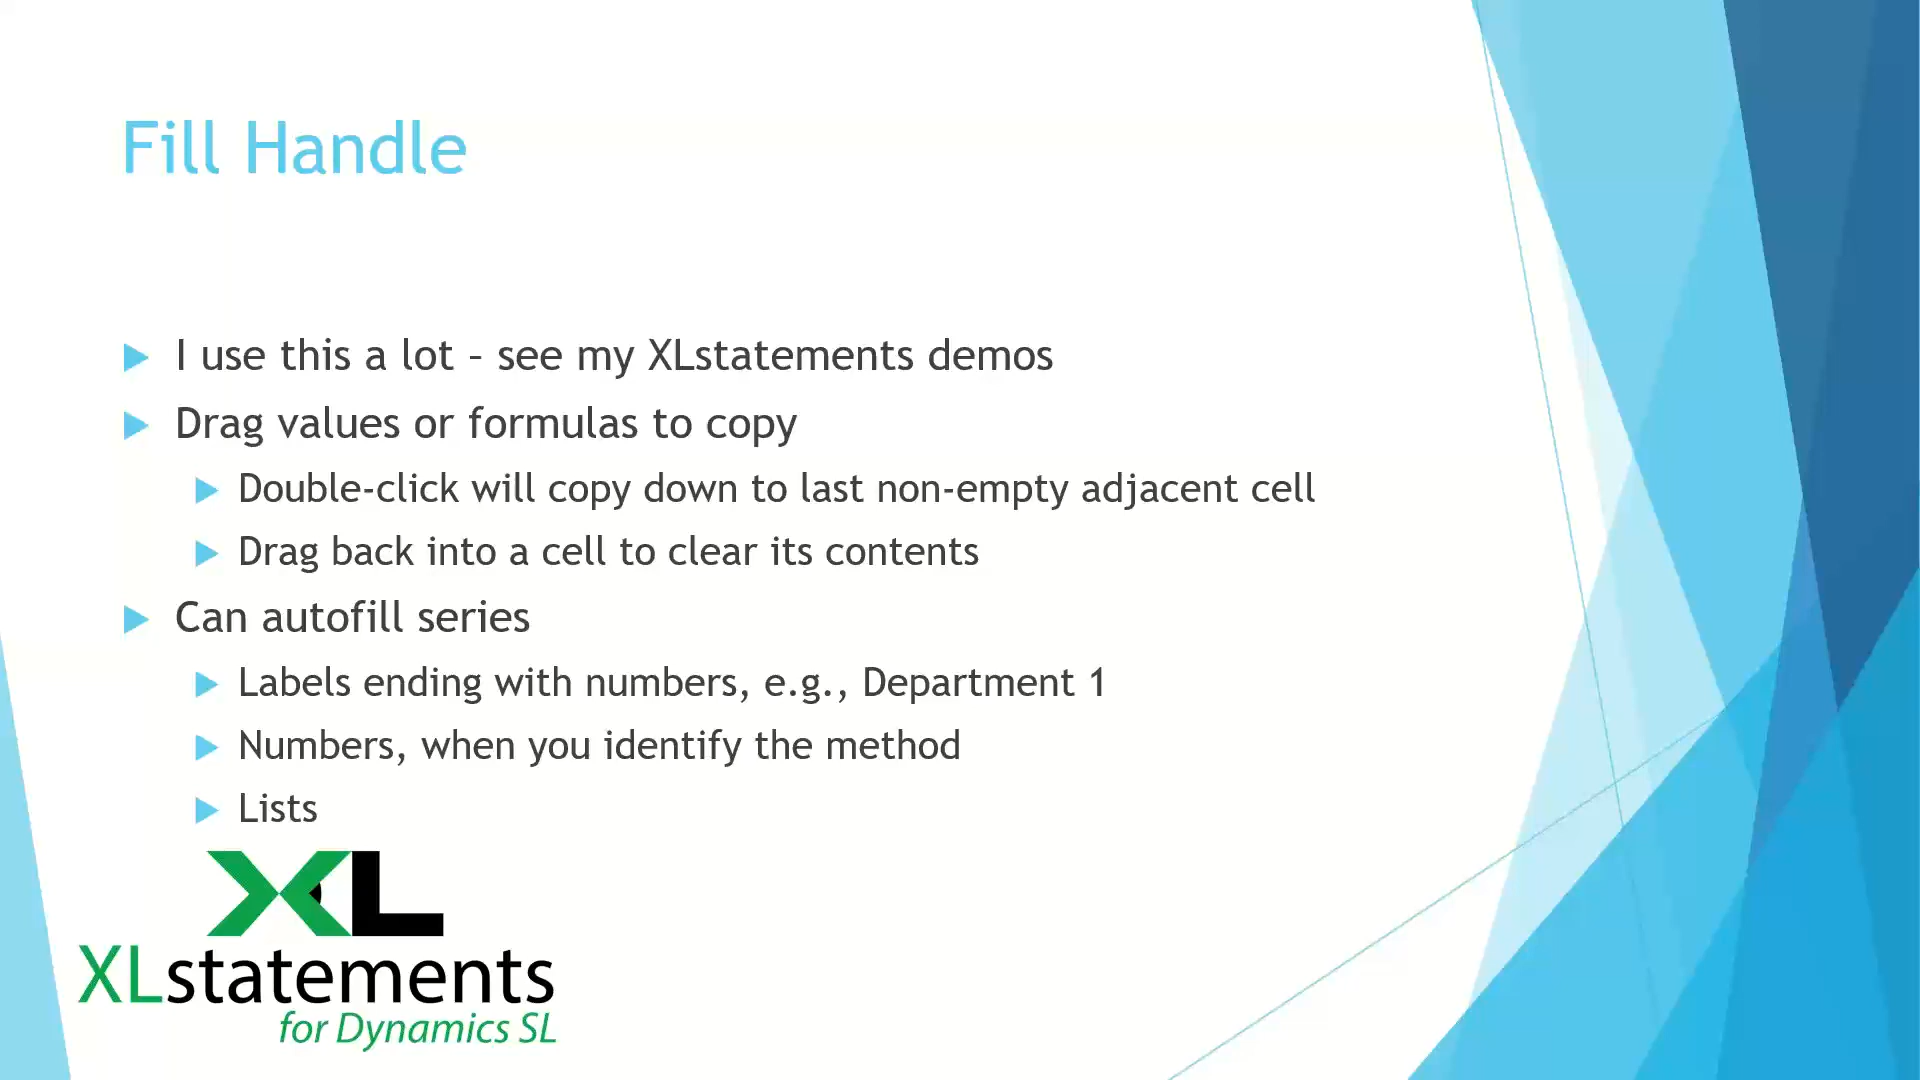 Fill Handle
I use this a lot – see my XLstatements demos
Drag values or formulas to copy
Double-click will copy down to last non-empty adjacent cell
Drag back into a cell to clear its contents
Can autofill series
Labels ending with numbers, e.g., Department 1
Numbers, when you identify the method
Lists
XL
XLstatements
for Dynamics SL